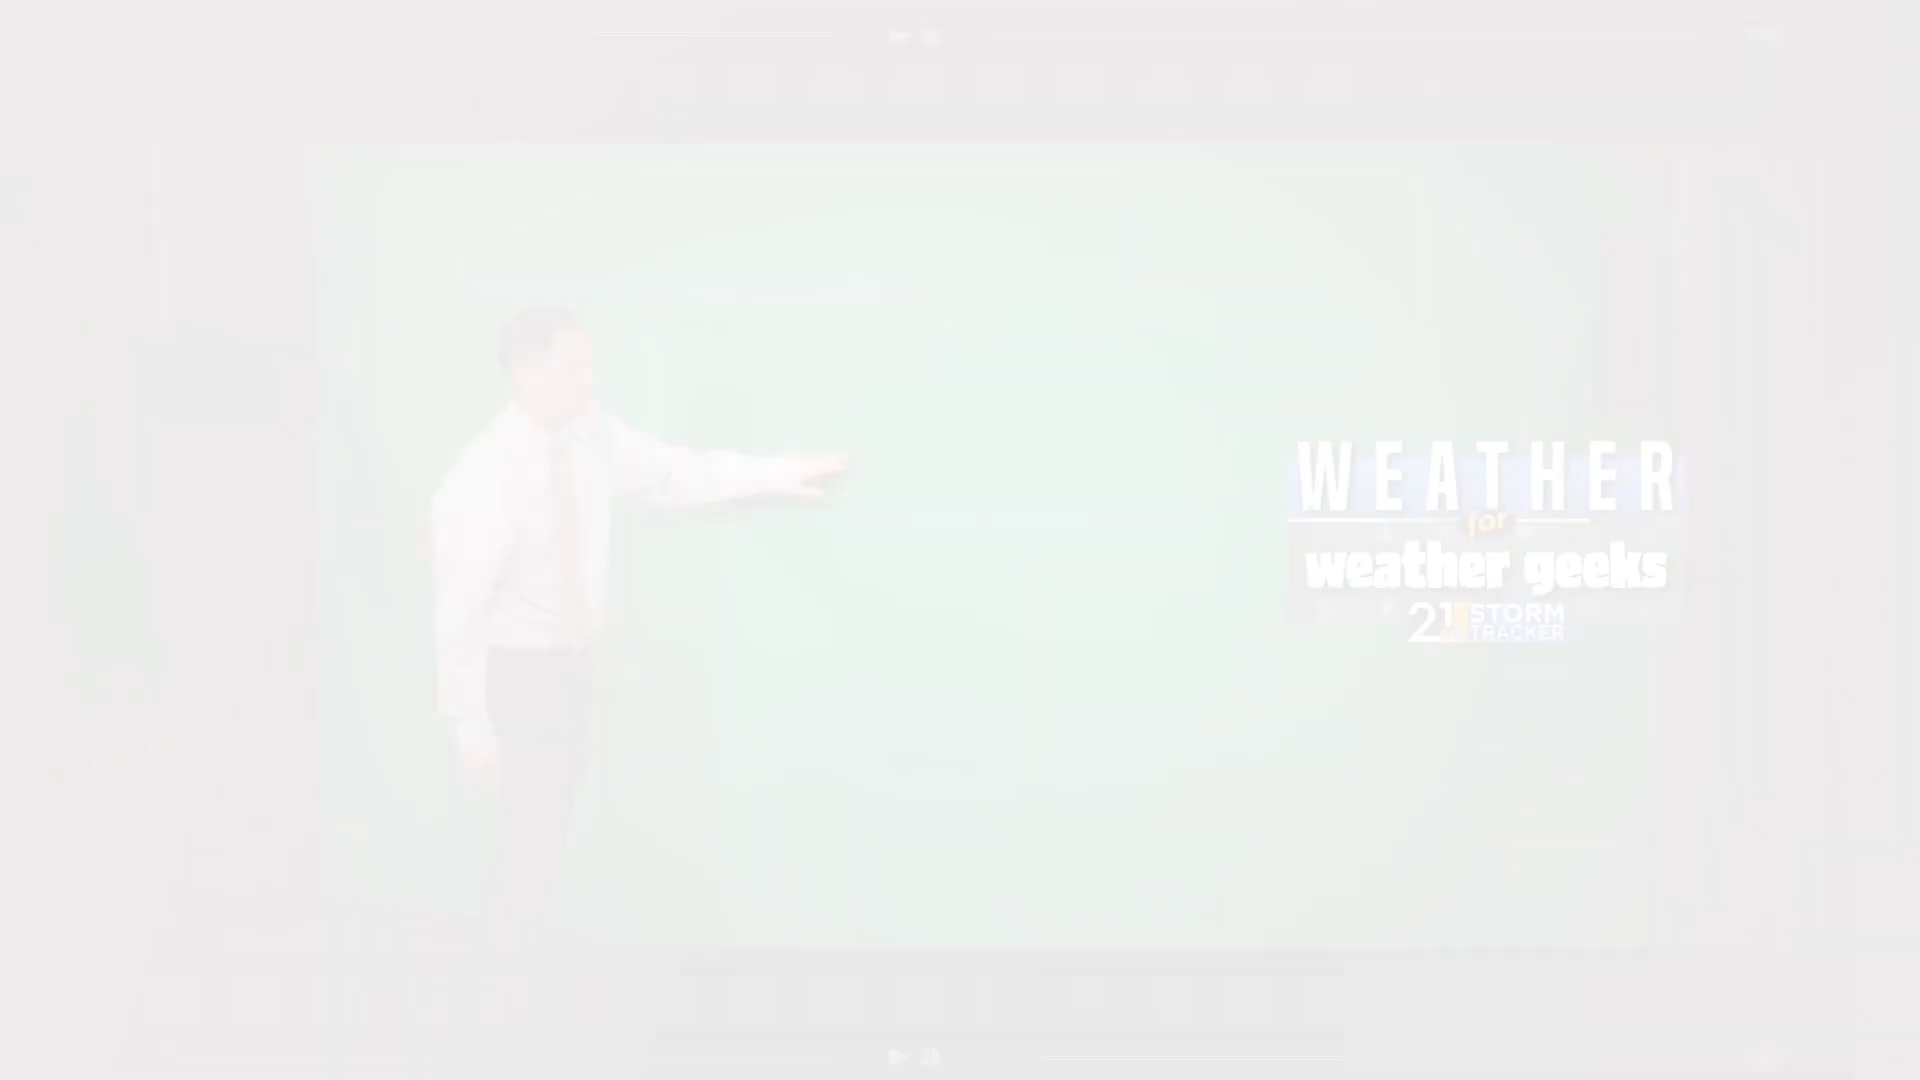 WEATHER
for
weather geeks
21 STORM
TRACKER